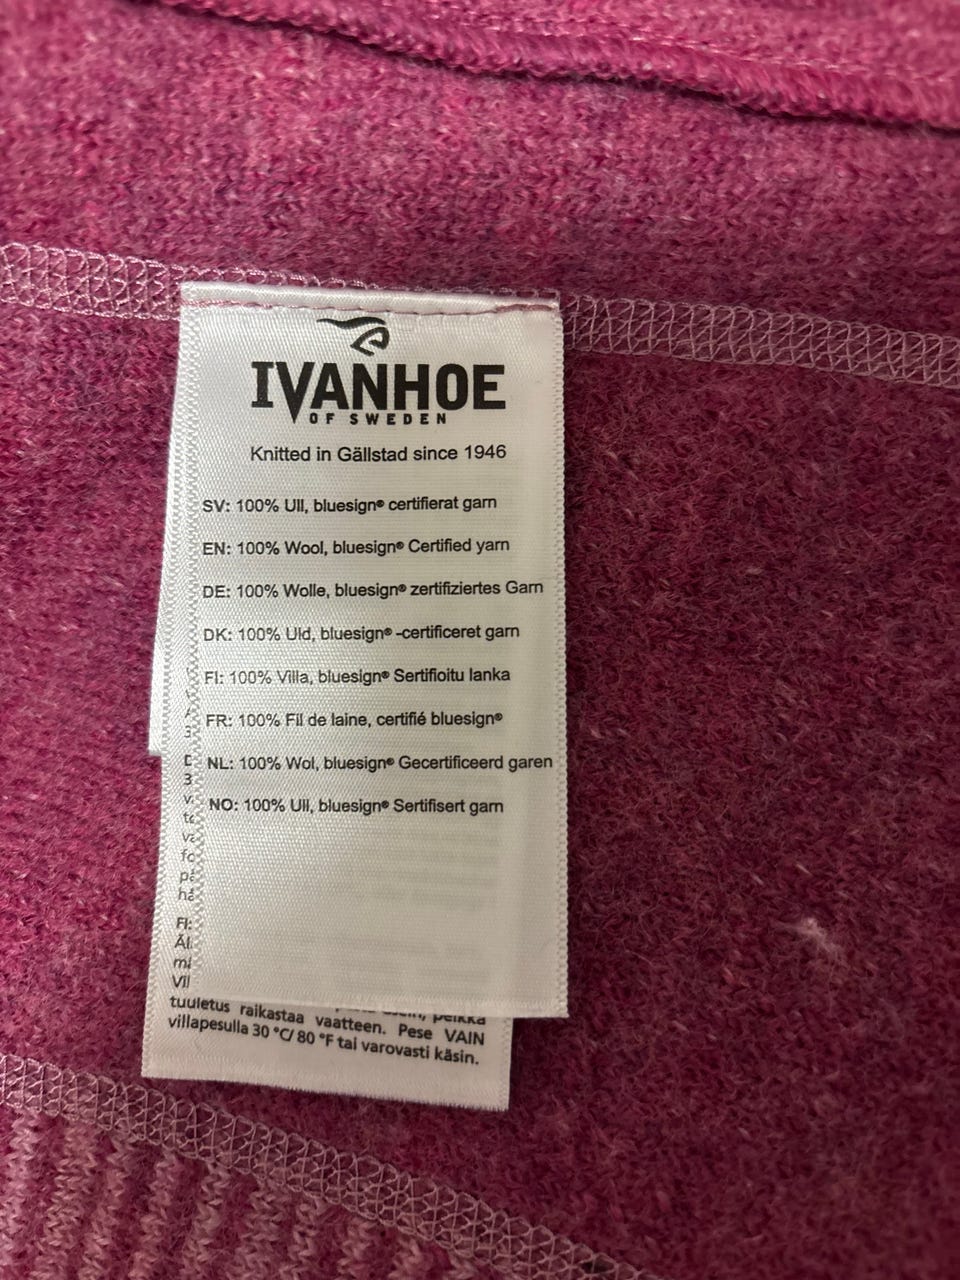 IVANHOE
OF SWEDEN
Knitted in Gällstad since 1946
SV: 100% Ull, bluesign® certifierat garn
EN: 100% Wool, bluesign® Certified yarn
DE: 100% Wolle, bluesign® zertifiziertes Garn
DK: 100% Uld, bluesign® -certificeret garn
FI: 100% Villa, bluesign® Sertifioitu lanka
FR: 100% Fil de laine, certifié bluesign®
NL: 100% Wol, bluesign® Gecertificeerd garen
NO: 100% Ull, bluesign® Sertifisert garn
FI:
tuuletus raikastaa vaatteen. Pese VAIN
villapesulla 30 °C/ 80 °F tai varovasti käsin.